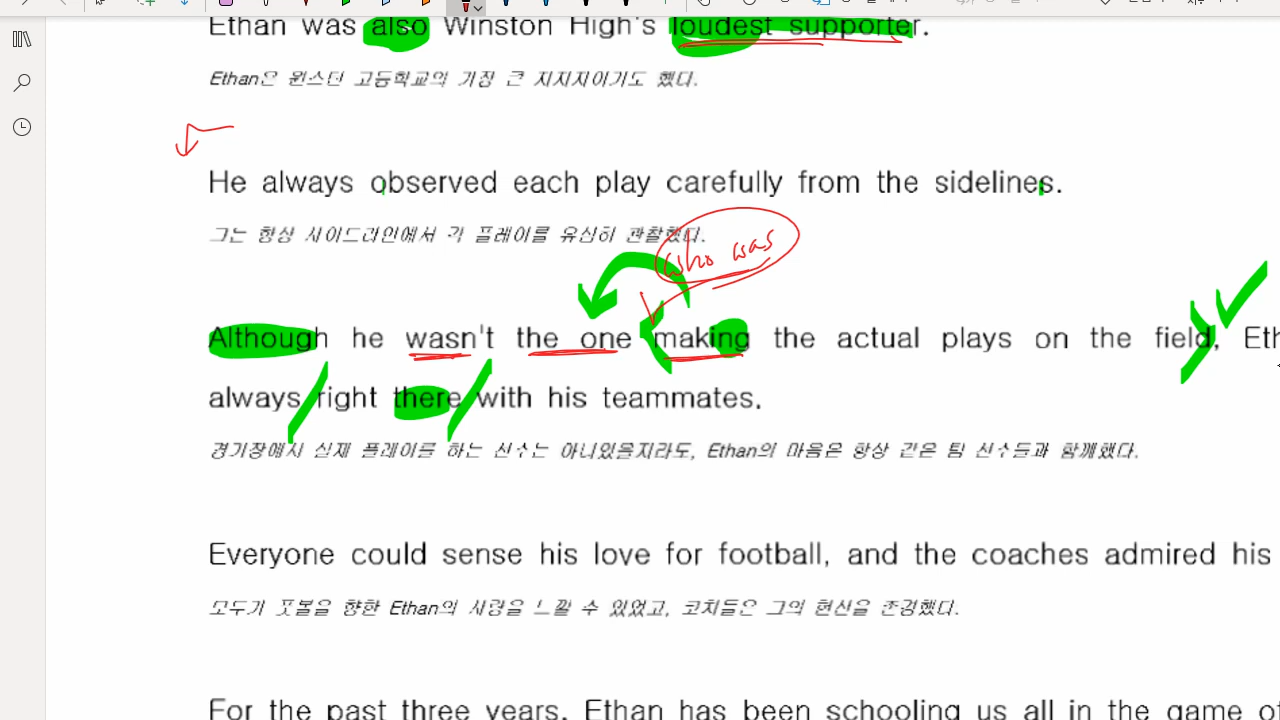 Ethan was also Winston High's loudest supporter.
Ethan은 윈스턴 고등학교의 가장 큰 지지자이기도 했다.
He always observed each play carefully from the sidelines.
그는 항상 사이드라인에서 각 플레이를 유심히 관찰했다.
who was
Although he wasn't the one making the actual plays on the field, Eth
always right there with his teammates.
경기장에서 실제 플레이를 하는 선수는 아니었을지라도, Ethan의 마음은 항상 같은 팀 선수들과 함께했다.
Everyone could sense his love for football, and the coaches admired his
모두가 풋볼을 향한 Ethan의 사랑을 느낄 수 있었고, 코치들은 그의 헌신을 존경했다.
For the past three years, Ethan has been schooling us all in the game of